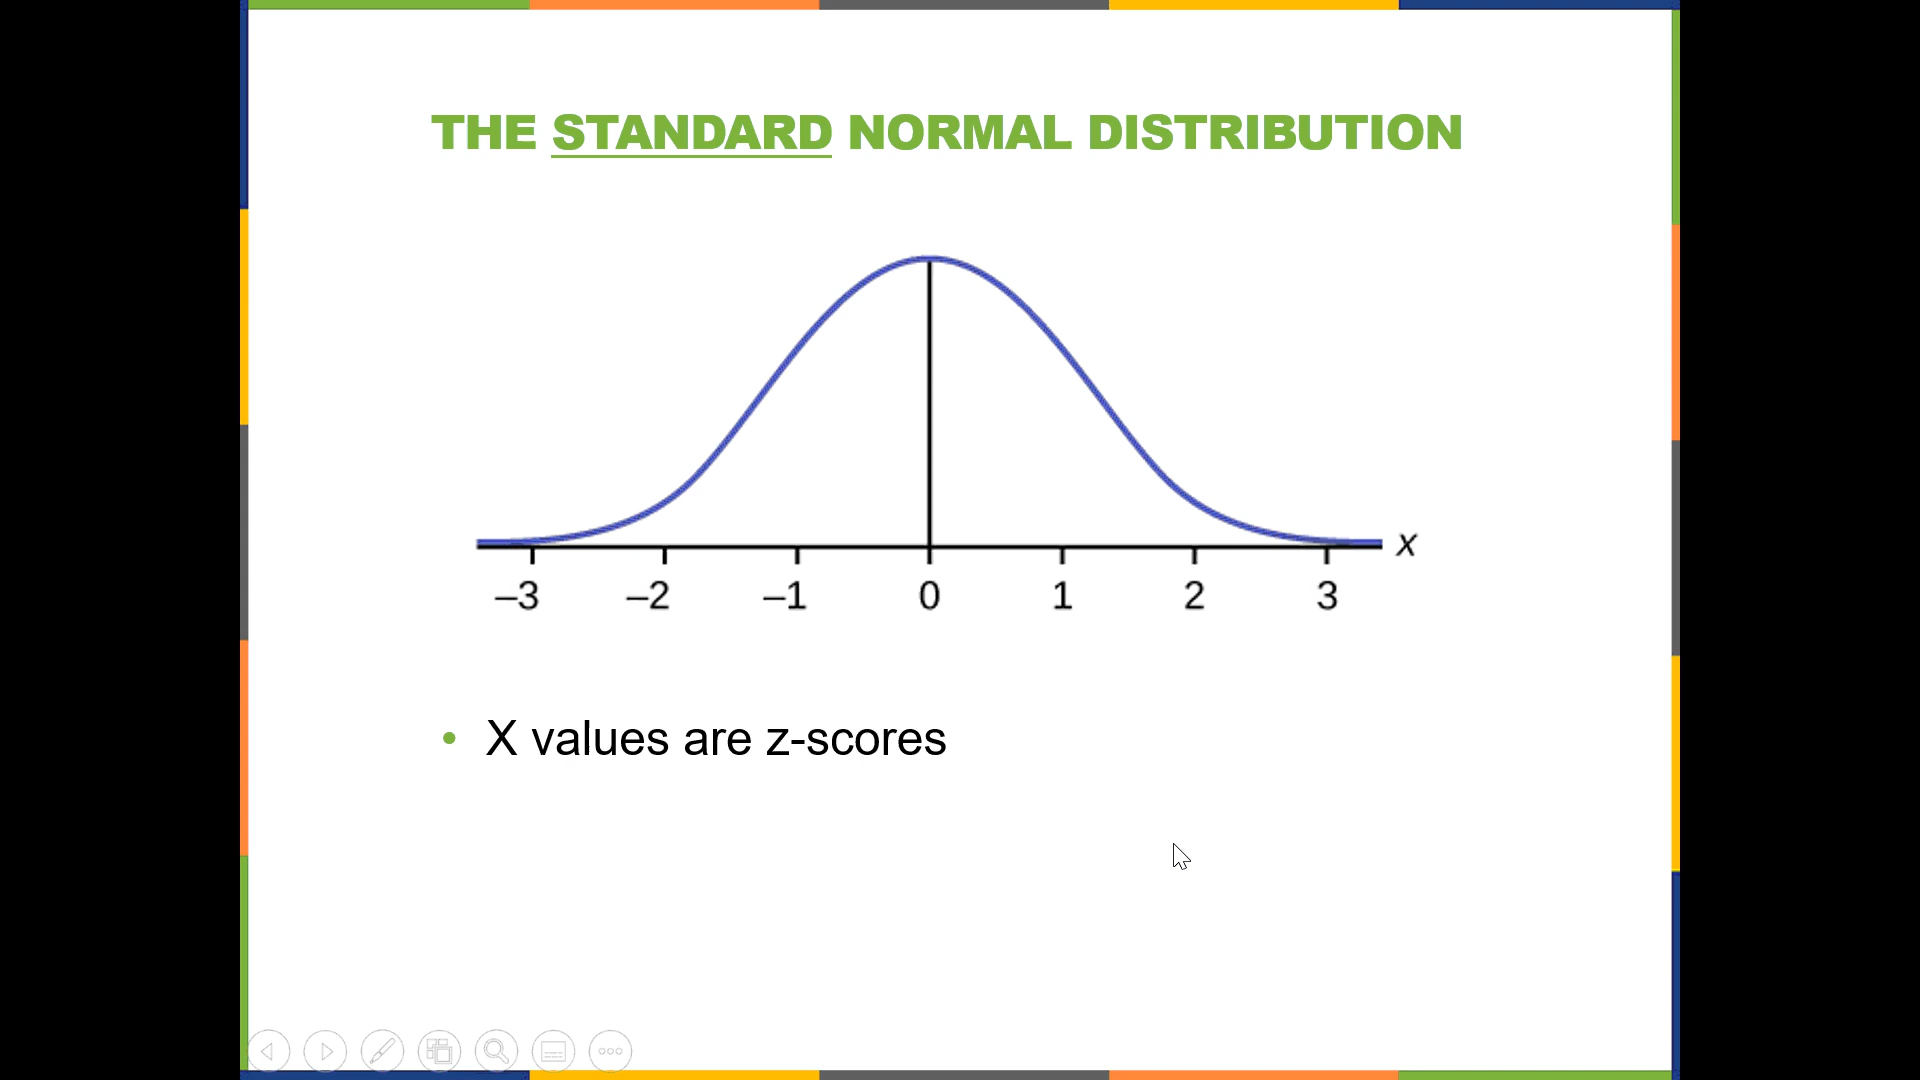 THE STANDARD NORMAL DISTRIBUTION
x
–3 –2 –1 0 1 2 3
• X values are z-scores